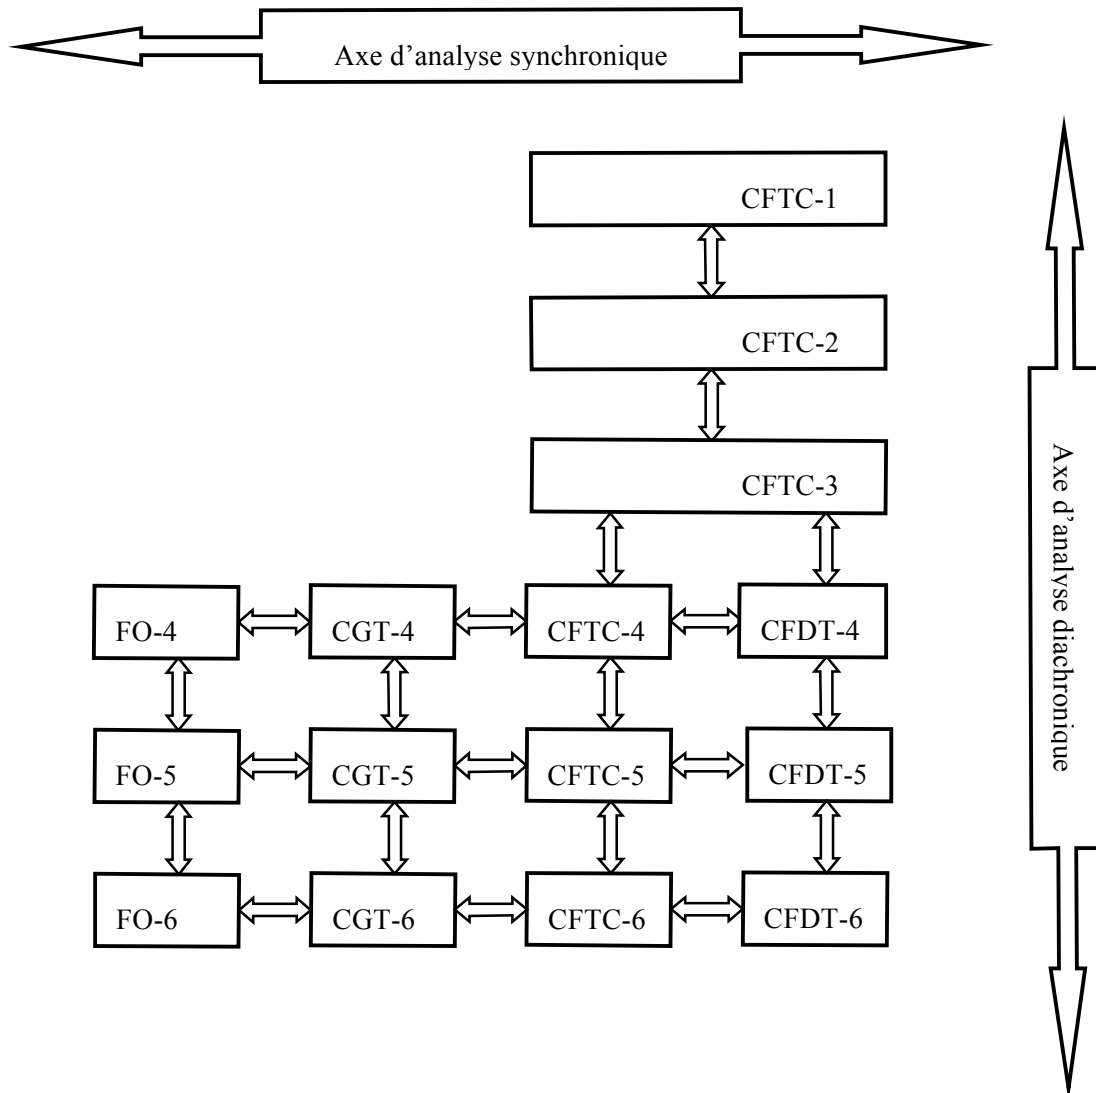 Axe d’analyse synchronique
CFTC-1
CFTC-2
CFTC-3
FO-4
CGT-4
CFTC-4
CFDT-4
FO-5
CGT-5
CFTC-5
CFDT-5
FO-6
CGT-6
CFTC-6
CFDT-6
Axe d’analyse diachronique